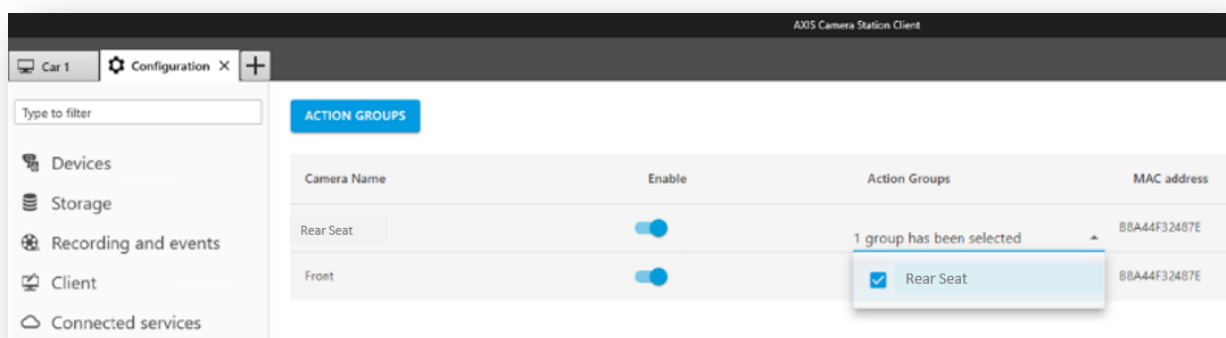 AXIS Camera Station Client
Car 1
Configuration
Type to filter
Devices
Storage
Recording and events
Client
Connected services
ACTION GROUPS
Camera Name Enable Action Groups MAC address
Rear Seat 1 group has been selected B8A44F32487E
Front Rear Seat B8A44F32487E